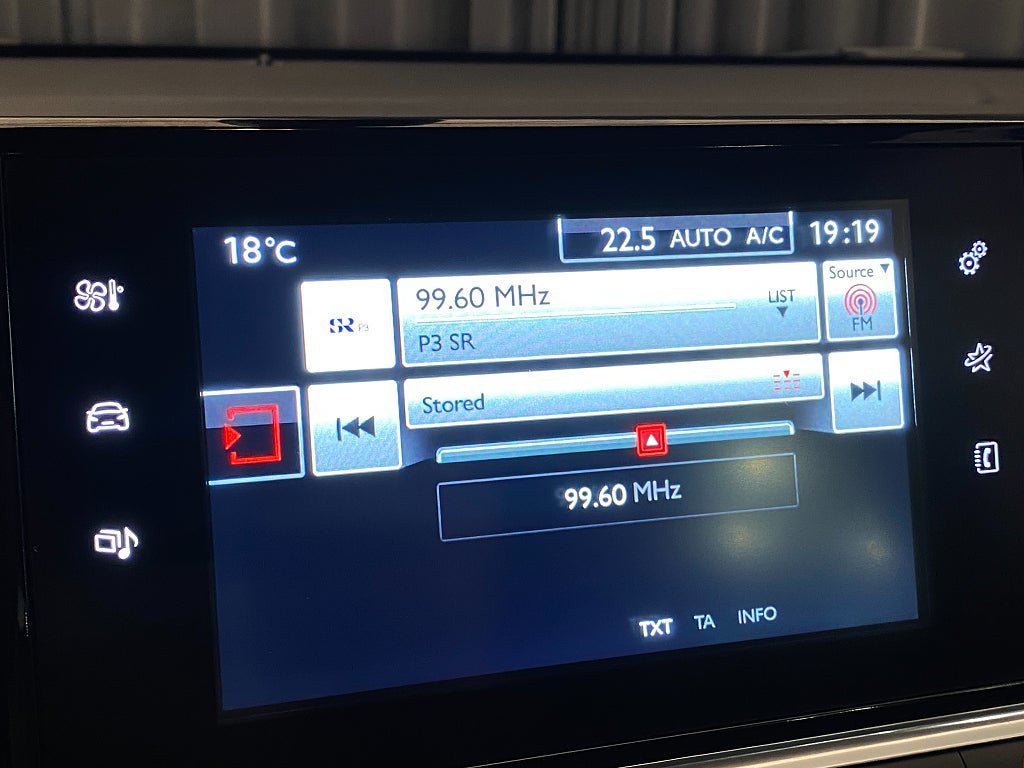 18°C
22.5 AUTO A/C
19:19
SR P3
99.60 MHz
LIST
P3 SR
Source
FM
Stored
99.60 MHz
TXT TA INFO